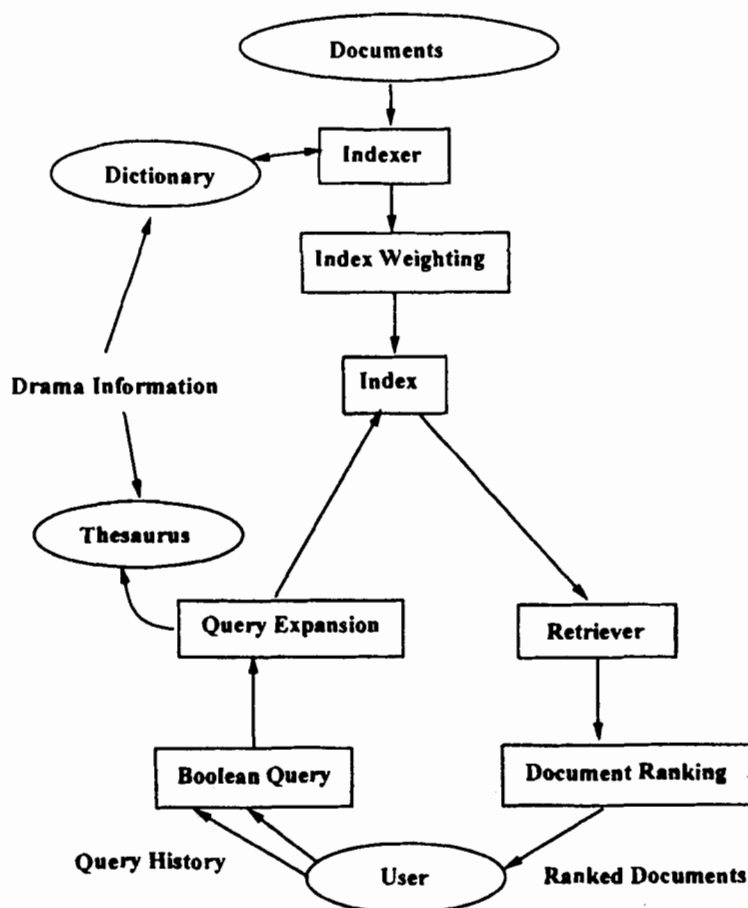 Documents
Indexer
Dictionary
Index Weighting
Index
Drama Information
Thesaurus
Query Expansion
Retriever
Boolean Query
Document Ranking
Query History
User
Ranked Documents